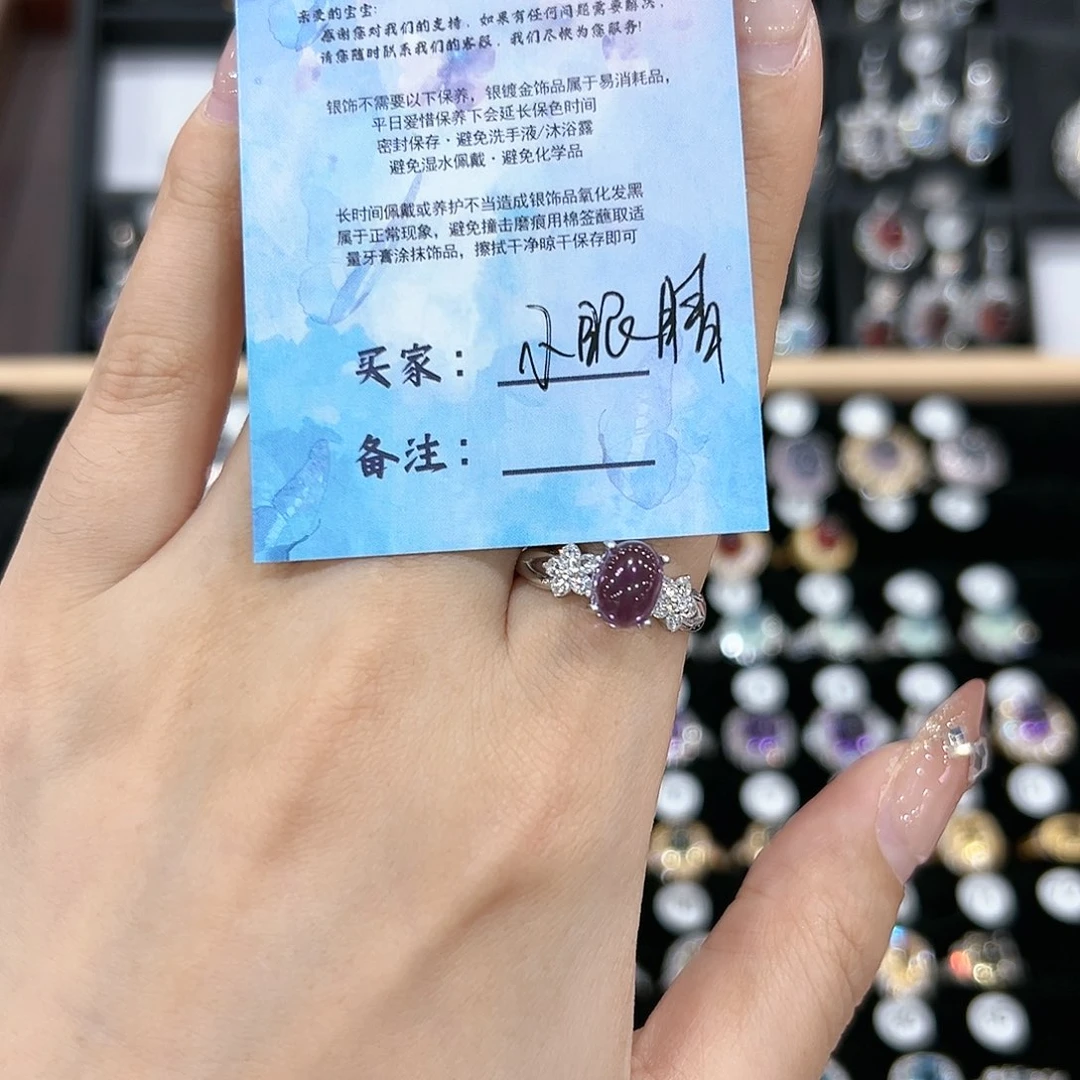 亲爱的宝宝:
感谢您对我们的支持，如果有任何问题需要解决，
请您随时联系我们的客服，我们尽快为您服务!
银饰不需要以下保养，银镀金饰品属于易消耗品，
平日爱惜保养下会延长保色时间
密封保存·避免洗手液/沐浴露
避免湿水佩戴·避免化学品
长时间佩戴或养护不当造成银饰品氧化发黑
属于正常现象，避免撞击磨痕用棉签蘸取适
量牙膏涂抹饰品，擦拭干净晾干保存即可
买家：小眼睛
备注：